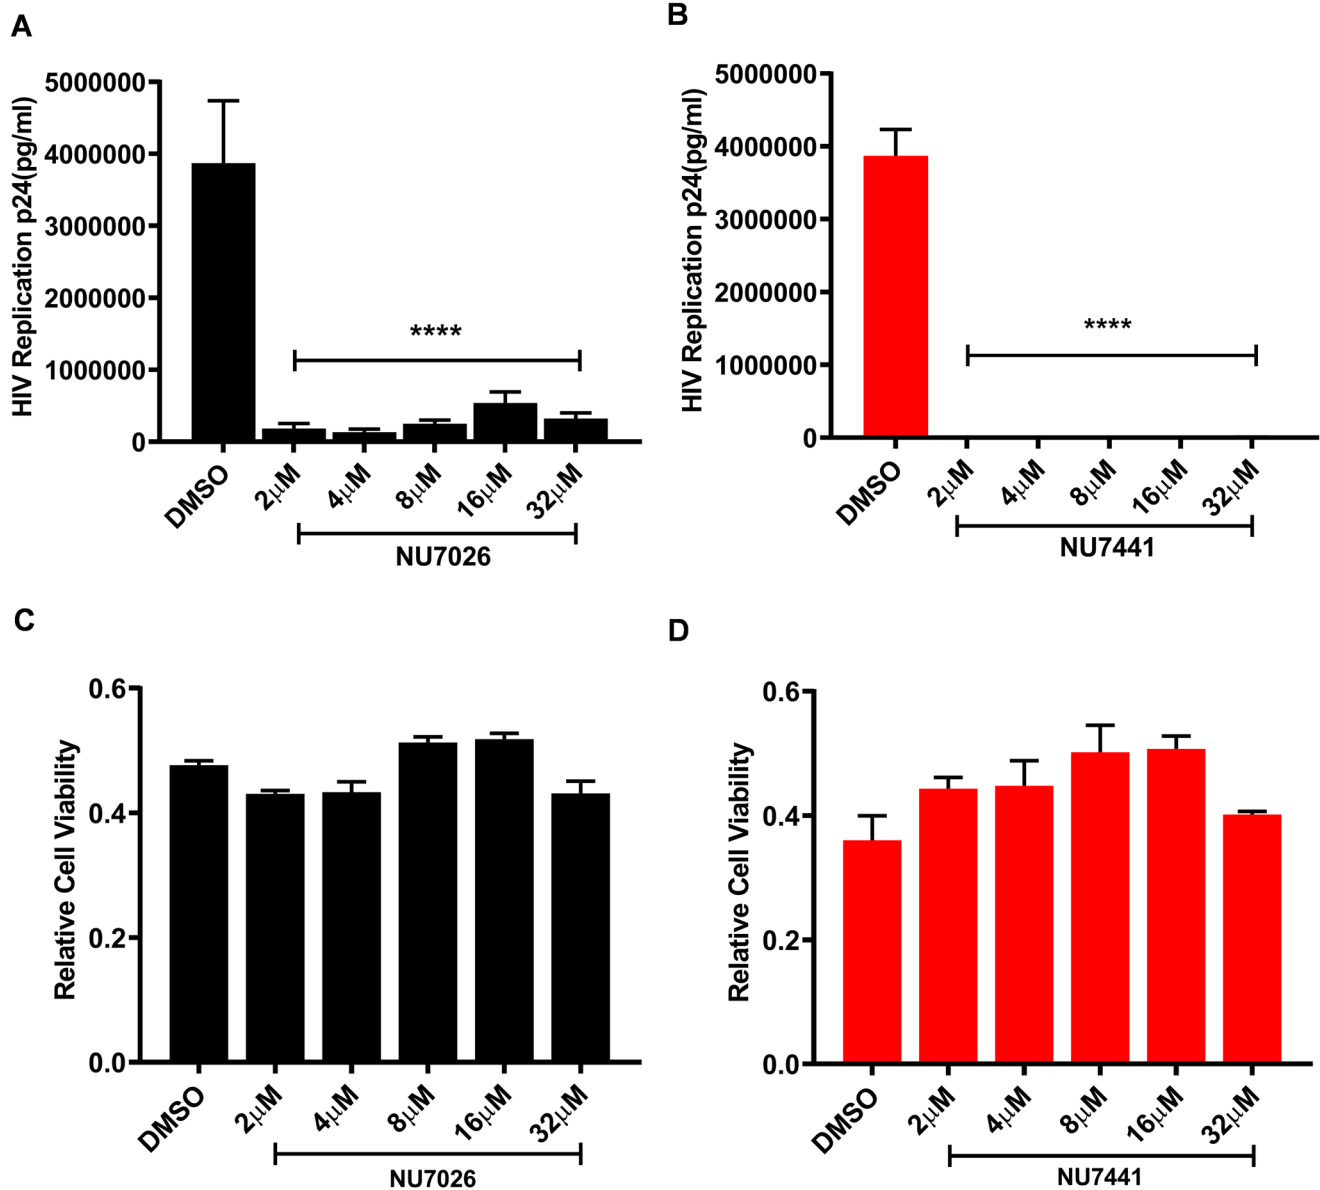 A
HIV Replication p24(pg/ml)
5000000
4000000
3000000
2000000
1000000
0
****
DMSO
2μM
4μM
8μM
16μM
32μM
NU7026
B
HIV Replication p24(pg/ml)
5000000
4000000
3000000
2000000
1000000
0
****
DMSO
2μM
4μM
8μM
16μM
32μM
NU7441
C
Relative Cell Viability
0.6
0.4
0.2
0.0
DMSO
2μM
4μM
8μM
16μM
32μM
NU7026
D
Relative Cell Viability
0.6
0.4
0.2
0.0
DMSO
2μM
4μM
8μM
16μM
32μM
NU7441